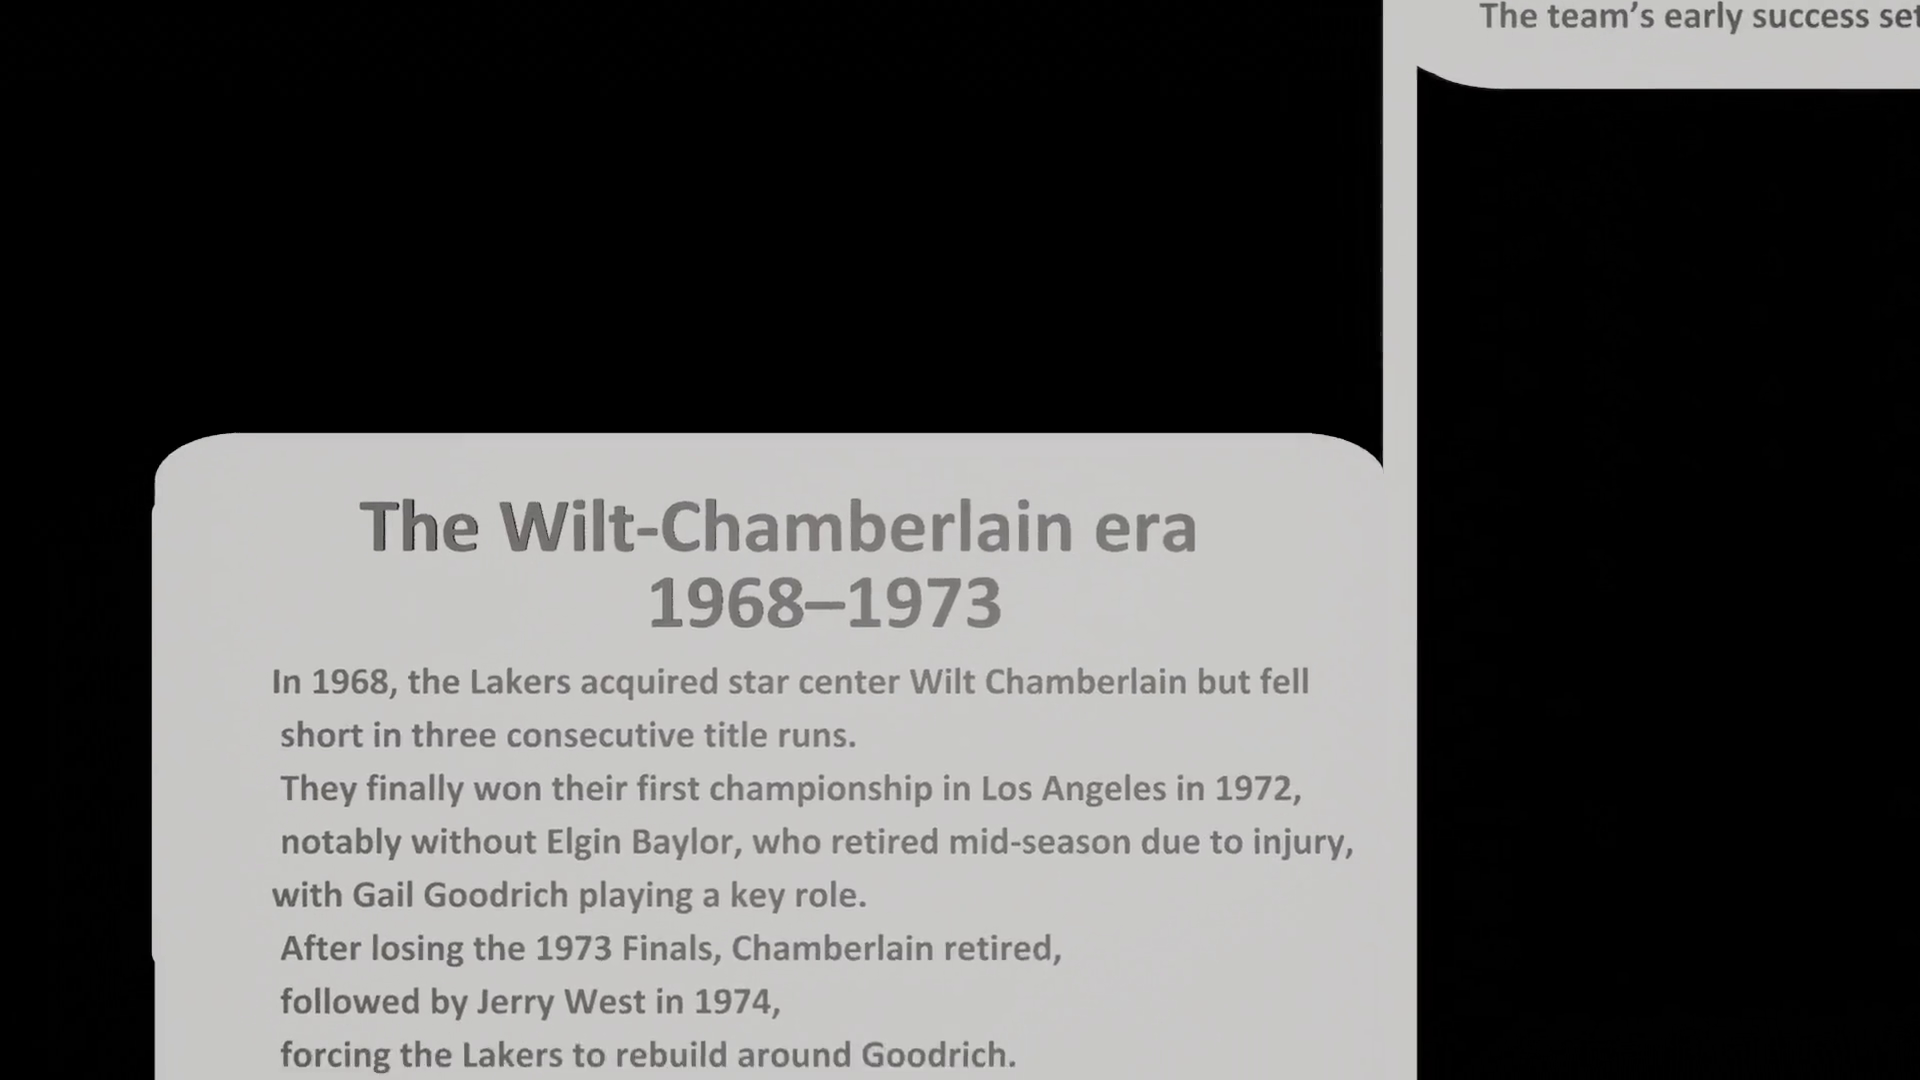 The team’s early success set
The Wilt-Chamberlain era
1968–1973
In 1968, the Lakers acquired star center Wilt Chamberlain but fell
short in three consecutive title runs.
They finally won their first championship in Los Angeles in 1972,
notably without Elgin Baylor, who retired mid-season due to injury,
with Gail Goodrich playing a key role.
After losing the 1973 Finals, Chamberlain retired,
followed by Jerry West in 1974,
forcing the Lakers to rebuild around Goodrich.